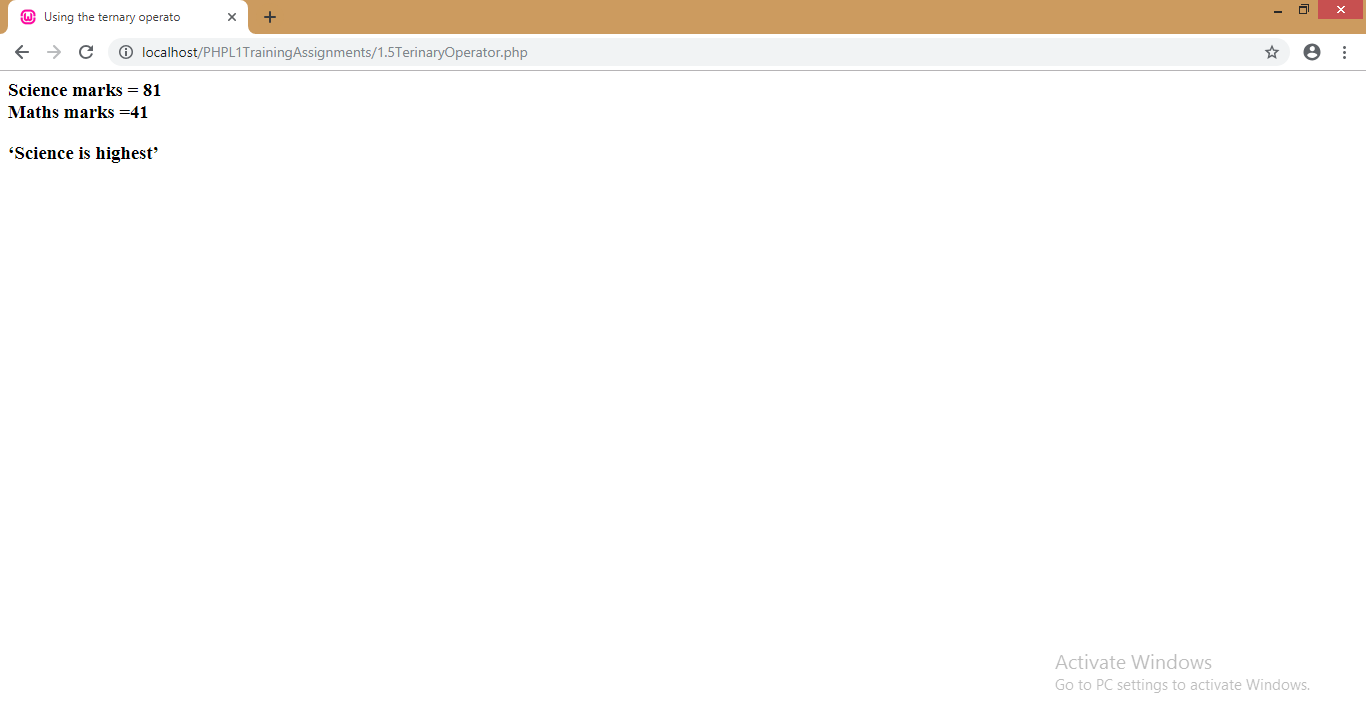 Using the ternary operato
localhost/PHPL1TrainingAssignments/1.5TerinaryOperator.php
Science marks = 81
Maths marks =41
‘Science is highest’
Activate Windows
Go to PC settings to activate Windows.